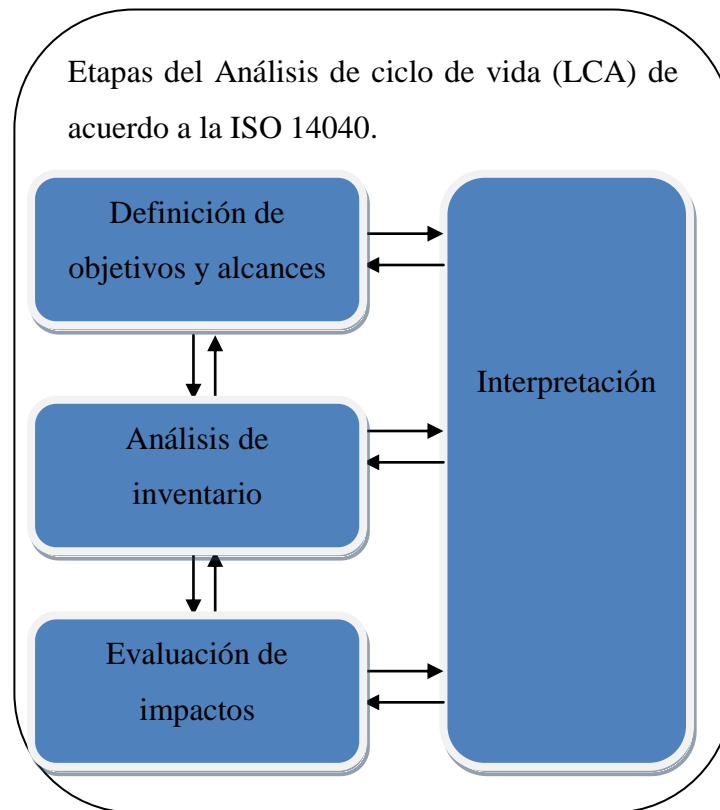 Etapas del Análisis de ciclo de vida (LCA) de
acuerdo a la ISO 14040.
Definición de
objetivos y alcances
Interpretación
Análisis de
inventario
Evaluación de
impactos